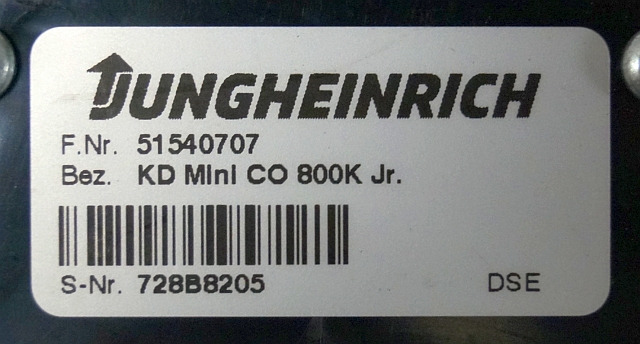 JUNGHEINRICH
F.Nr. 51540707
Bez. KD Mini CO 800K Jr.
S-Nr. 728B8205 DSE